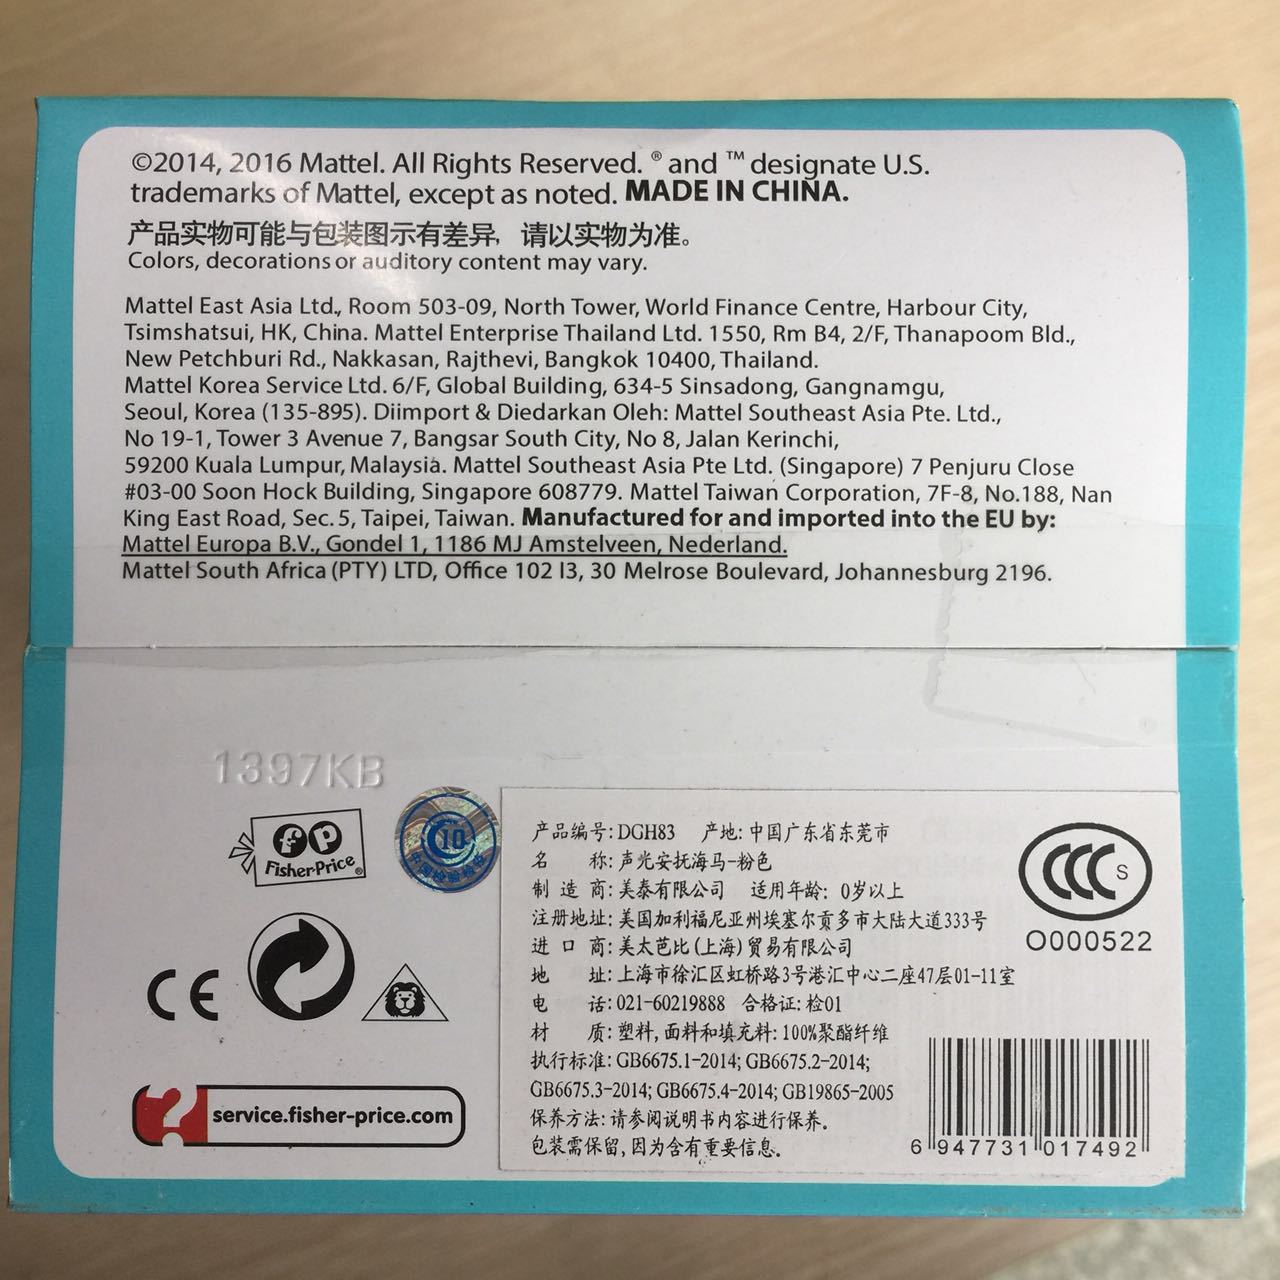 ©2014, 2016 Mattel. All Rights Reserved. ® and ™ designate U.S.
trademarks of Mattel, except as noted. MADE IN CHINA.
产品实物可能与包装图示有差异，请以实物为准。
Colors, decorations or auditory content may vary.
Mattel East Asia Ltd., Room 503-09, North Tower, World Finance Centre, Harbour City,
Tsimshatsui, HK, China. Mattel Enterprise Thailand Ltd. 1550, Rm B4, 2/F, Thanapoom Bld.,
New Petchburi Rd., Nakkasan, Rajthevi, Bangkok 10400, Thailand.
Mattel Korea Service Ltd. 6/F, Global Building, 634-5 Sinsadong, Gangnamgu,
Seoul, Korea (135-895). Diimport & Diedarkan Oleh: Mattel Southeast Asia Pte. Ltd.,
No 19-1, Tower 3 Avenue 7, Bangsar South City, No 8, Jalan Kerinchi,
59200 Kuala Lumpur, Malaysia. Mattel Southeast Asia Pte Ltd. (Singapore) 7 Penjuru Close
#03-00 Soon Hock Building, Singapore 608779. Mattel Taiwan Corporation, 7F-8, No.188, Nan
King East Road, Sec. 5, Taipei, Taiwan. Manufactured for and imported into the EU by:
Mattel Europa B.V., Gondel 1, 1186 MJ Amstelveen, Nederland.
Mattel South Africa (PTY) LTD, Office 102 I3, 30 Melrose Boulevard, Johannesburg 2196.
1397KB
fp
Fisher-Price®
10
中国检验检疫
CE
service.fisher-price.com
产品编号: DGH83 产地: 中国广东省东莞市
名 称: 声光安抚海马-粉色
制 造 商: 美泰有限公司 适用年龄: 0岁以上
注册地址: 美国加利福尼亚州埃塞尔贡多市大陆大道333号
进 口 商: 美太芭比(上海)贸易有限公司
地 址: 上海市徐汇区虹桥路3号港汇中心二座47层01-11室
电 话: 021-60219888 合格证: 检01
材 质: 塑料, 面料和填充料: 100%聚酯纤维
执行标准: GB6675.1-2014; GB6675.2-2014;
GB6675.3-2014; GB6675.4-2014; GB19865-2005
保养方法: 请参阅说明书内容进行保养.
包装需保留, 因为含有重要信息.
CCC S
O000522
6 947731 017492